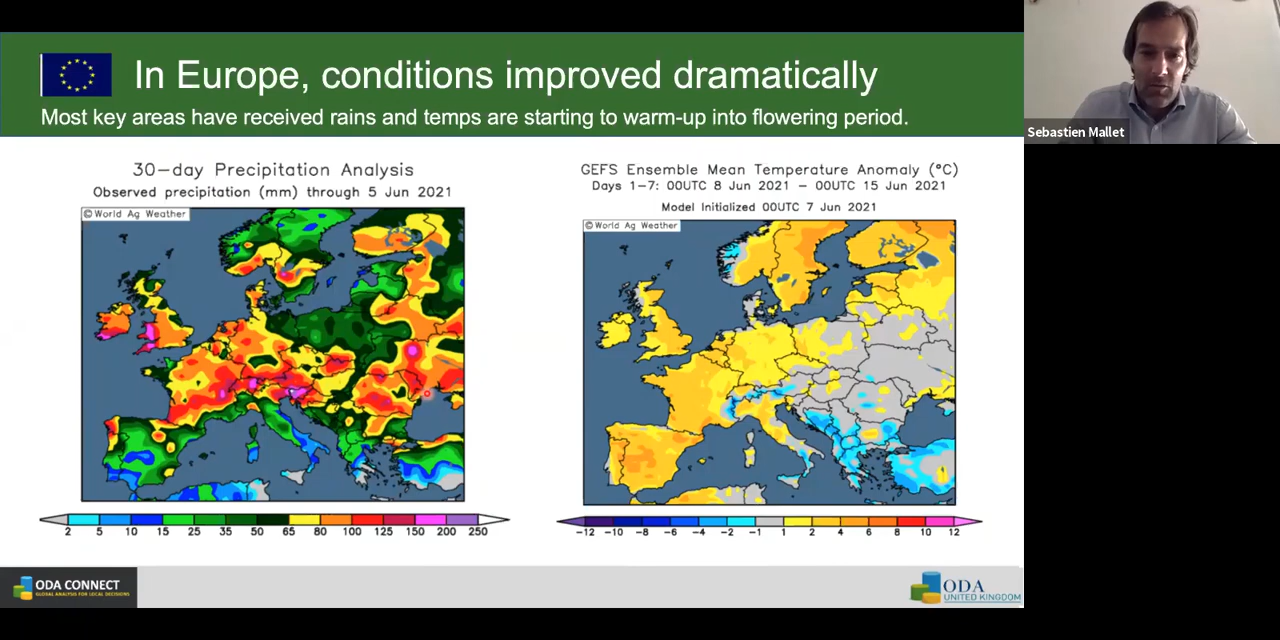 In Europe, conditions improved dramatically
Most key areas have received rains and temps are starting to warm-up into flowering period.
Sebastien Mallet
30-day Precipitation Analysis
Observed precipitation (mm) through 5 Jun 2021
© World Ag Weather
2 5 10 15 25 35 50 65 80 100 125 150 200 250
GEFS Ensemble Mean Temperature Anomaly (°C)
Days 1-7: 00UTC 8 Jun 2021 - 00UTC 15 Jun 2021
Model Initialized 00UTC 7 Jun 2021
© World Ag Weather
-12 -10 -8 -6 -4 -2 -1 1 2 4 6 8 10 12
ODA CONNECT
GLOBAL ANALYSIS FOR LOCAL DECISIONS
ODA
UNITED KINGDOM